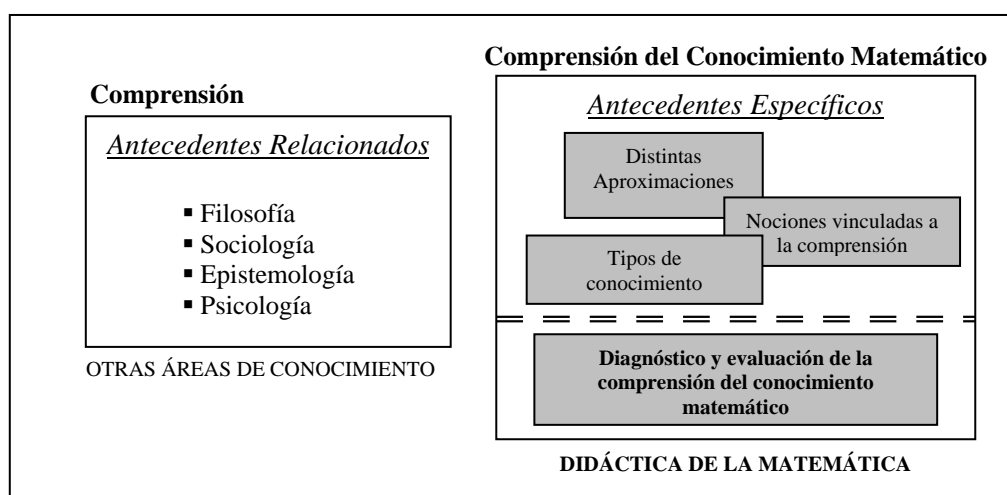 Comprensión
Antecedentes Relacionados
▪ Filosofía
▪ Sociología
▪ Epistemología
▪ Psicología
OTRAS ÁREAS DE CONOCIMIENTO
Comprensión del Conocimiento Matemático
Antecedentes Específicos
Distintas
Aproximaciones
Nociones vinculadas a
la comprensión
Tipos de
conocimiento
Diagnóstico y evaluación de la
comprensión del conocimiento
matemático
DIDÁCTICA DE LA MATEMÁTICA